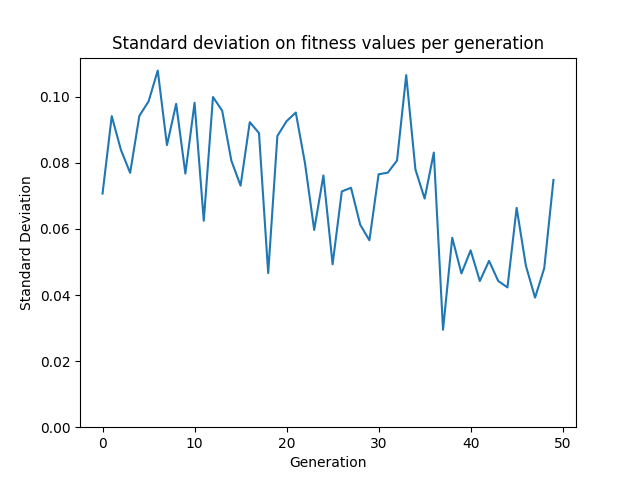 Standard deviation on fitness values per generation
0.10
0.08
0.06
0.04
0.02
0.00
Standard Deviation
0 10 20 30 40 50
Generation